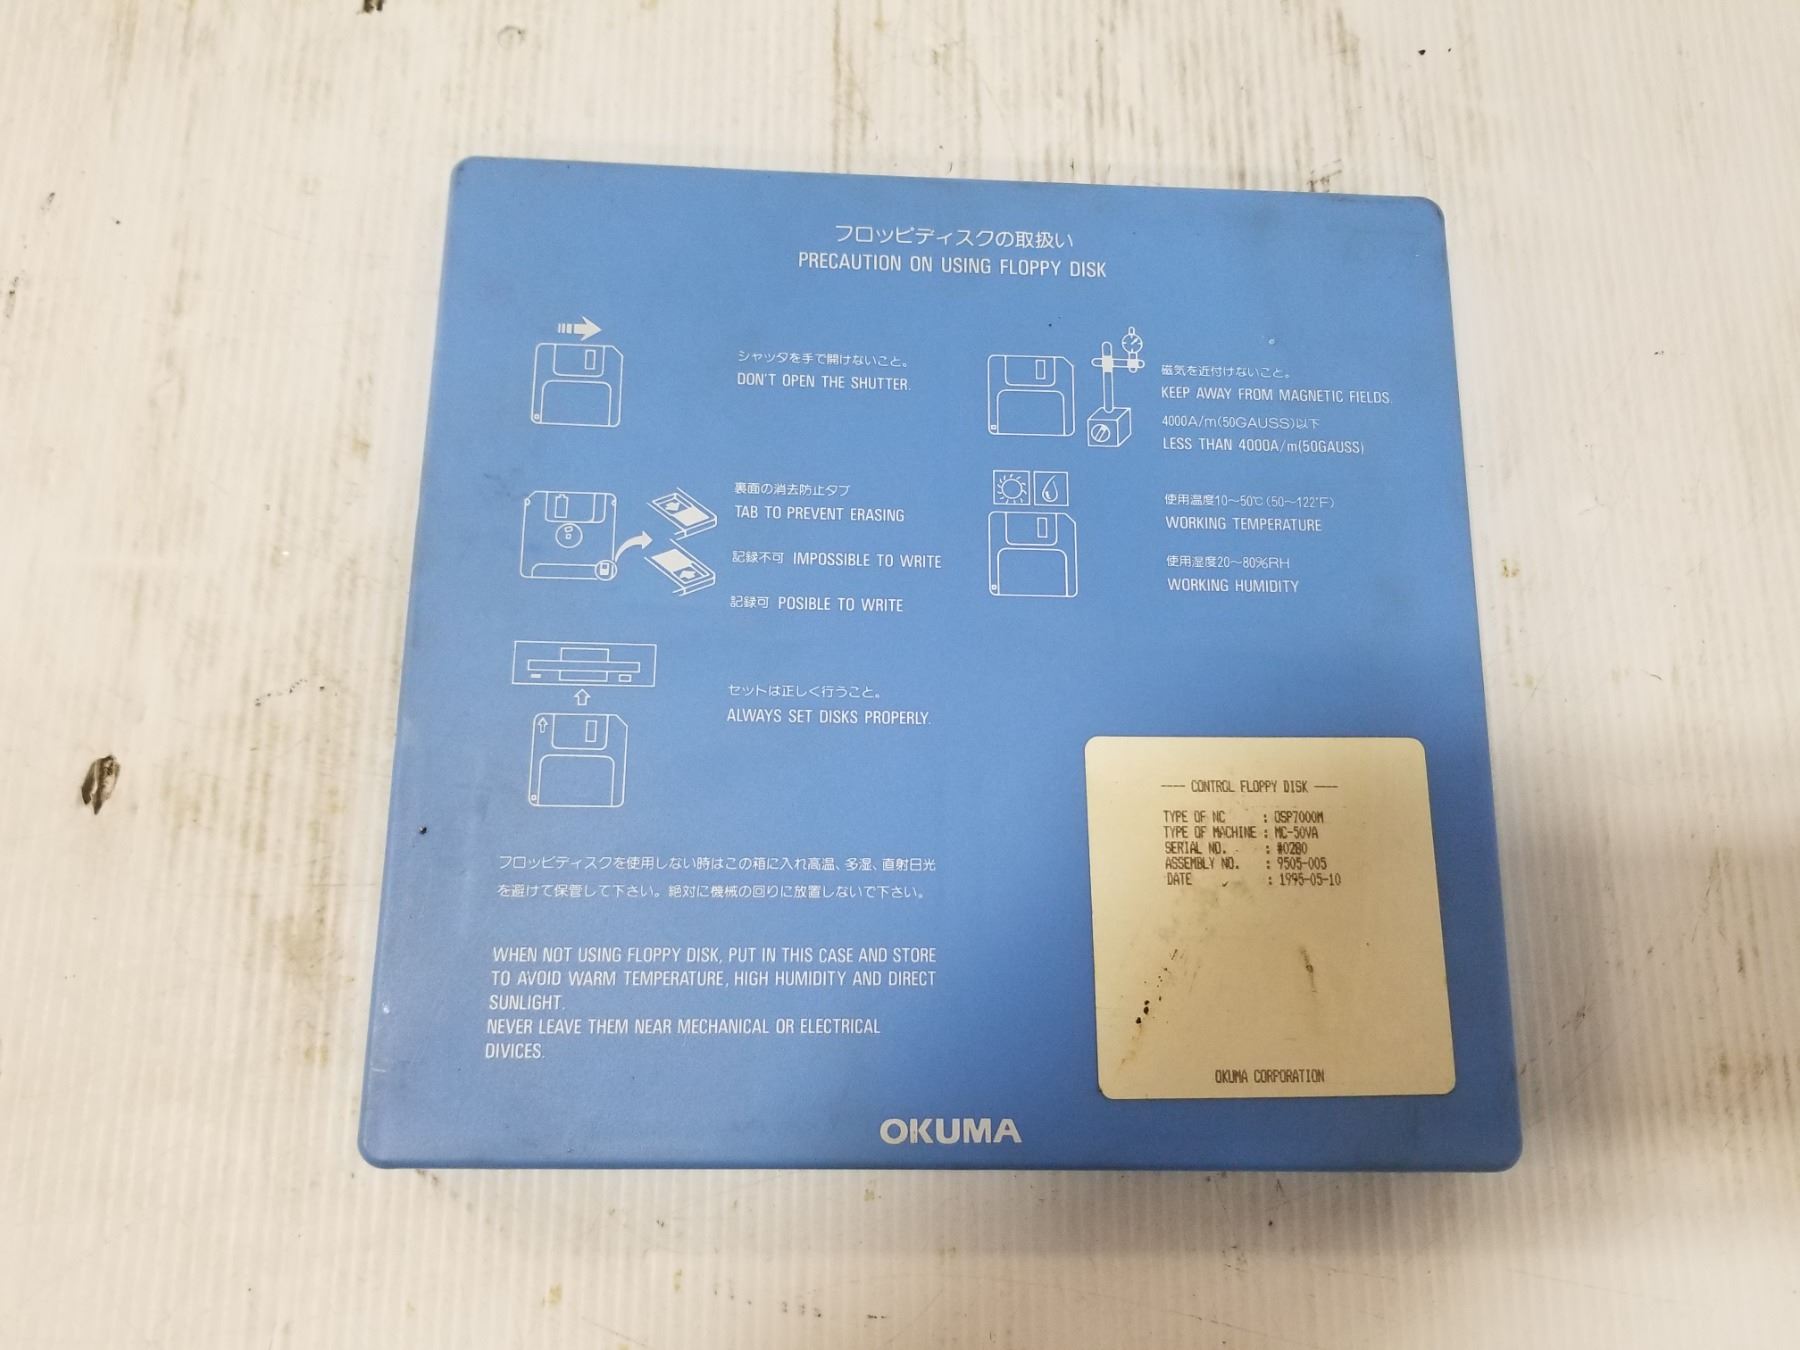 フロッピディスクの取扱い
PRECAUTION ON USING FLOPPY DISK
シャッタを手で開けないこと。
DON'T OPEN THE SHUTTER.
裏面の消去防止タブ
TAB TO PREVENT ERASING
記録不可 IMPOSSIBLE TO WRITE
記録可 POSIBLE TO WRITE
セットは正しく行うこと。
ALWAYS SET DISKS PROPERLY.
磁気を近付けないこと。
KEEP AWAY FROM MAGNETIC FIELDS.
4000A/m(50GAUSS)以下
LESS THAN 4000A/m(50GAUSS)
使用温度10〜50℃(50〜122°F)
WORKING TEMPERATURE
使用湿度20〜80%RH
WORKING HUMIDITY
フロッピディスクを使用しない時はこの箱に入れ高温、多湿、直射日光
を避けて保管して下さい。絶対に機械の回りに放置しないで下さい。
WHEN NOT USING FLOPPY DISK, PUT IN THIS CASE AND STORE
TO AVOID WARM TEMPERATURE, HIGH HUMIDITY AND DIRECT
SUNLIGHT.
NEVER LEAVE THEM NEAR MECHANICAL OR ELECTRICAL
DIVICES.
---- CONTROL FLOPPY DISK ----
TYPE OF NC : OSP7000M
TYPE OF MACHINE : MC-50VA
SERIAL NO. : #0280
ASSEMBLY NO. : 9505-005
DATE : 1995-05-10
OKUMA CORPORATION
OKUMA